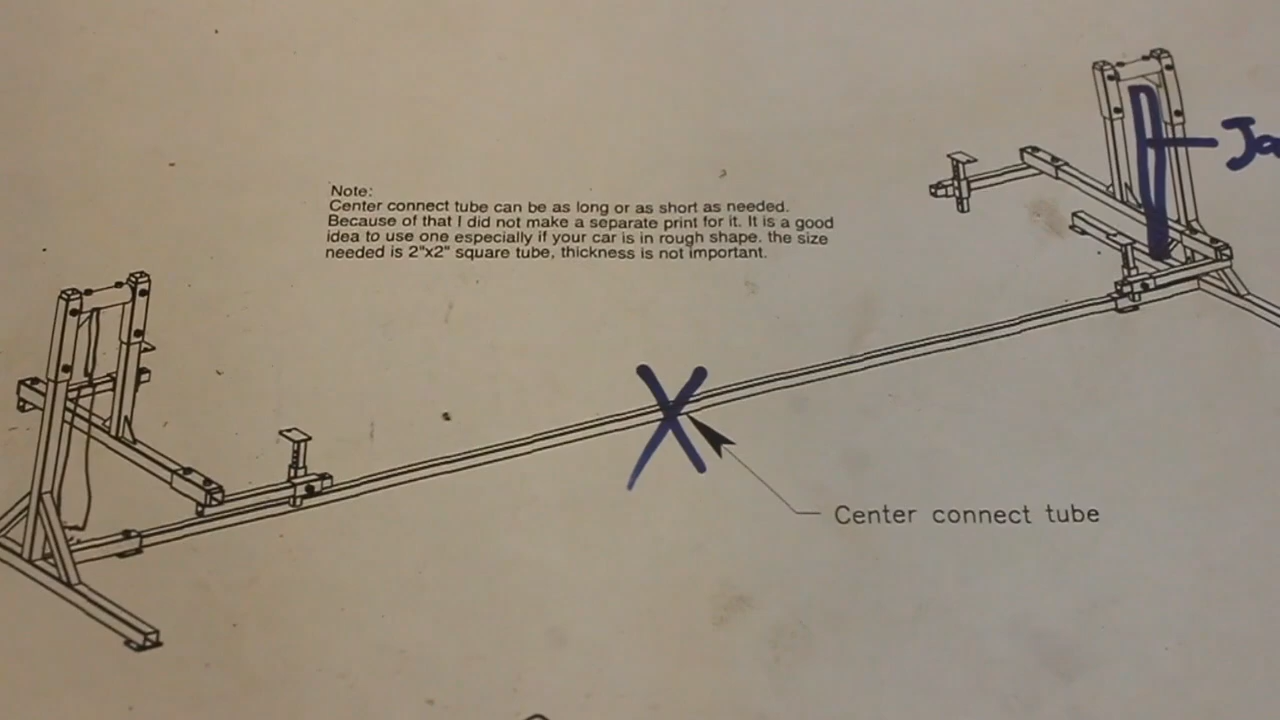 Note:
Center connect tube can be as long or as short as needed.
Because of that I did not make a separate print for it. It is a good
idea to use one especially if your car is in rough shape. the size
needed is 2"x2" square tube, thickness is not important.
Center connect tube